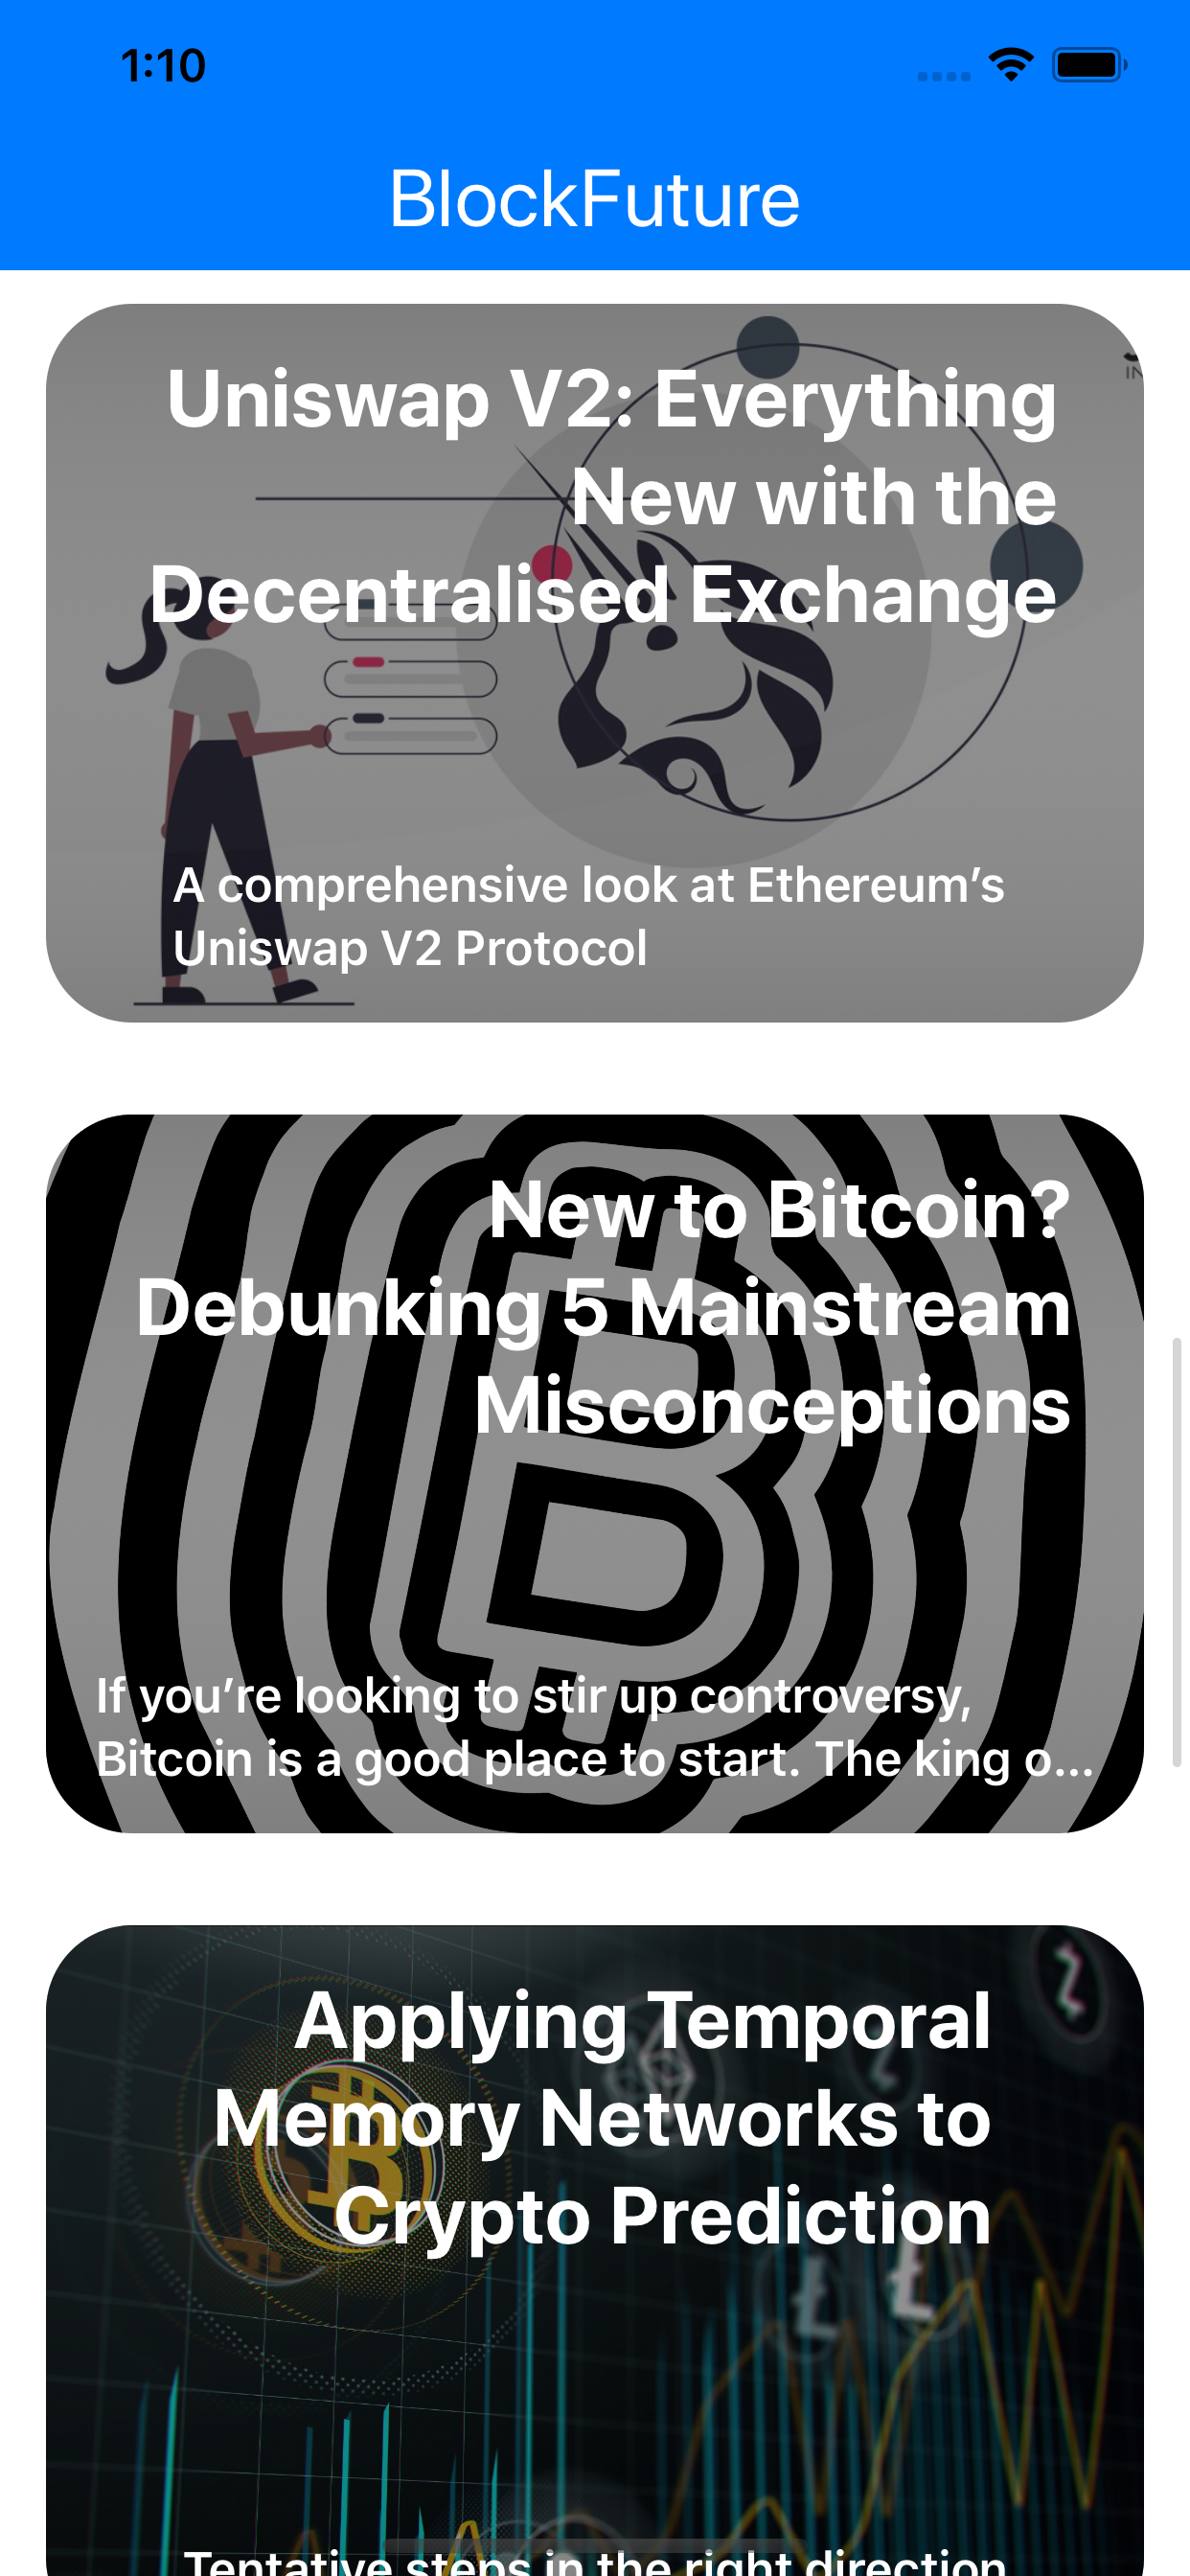 1:10
BlockFuture
Uniswap V2: Everything
New with the
Decentralised Exchange
A comprehensive look at Ethereum’s
Uniswap V2 Protocol
New to Bitcoin?
Debunking 5 Mainstream
Misconceptions
If you’re looking to stir up controversy,
Bitcoin is a good place to start. The king o...
Applying Temporal
Memory Networks to
Crypto Prediction
Tentative steps in the right direction